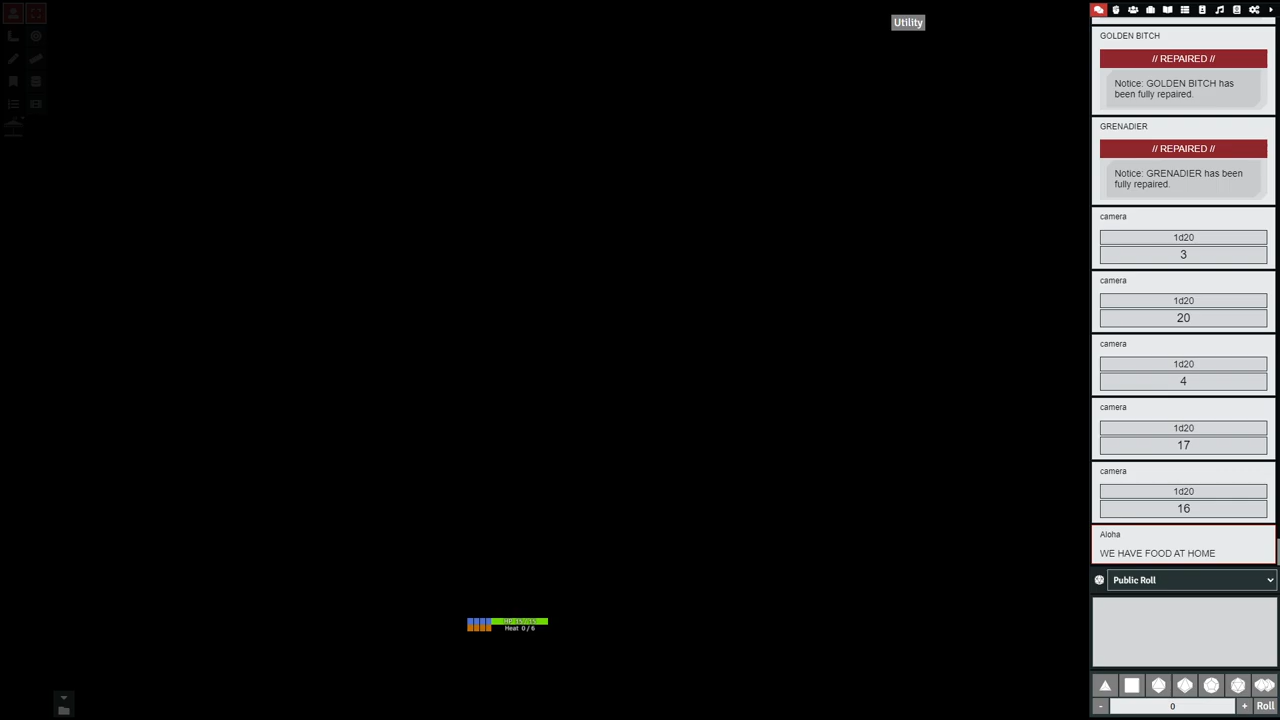 Utility
GOLDEN BITCH
// REPAIRED //
Notice: GOLDEN BITCH has
been fully repaired.
GRENADIER
// REPAIRED //
Notice: GRENADIER has been
fully repaired.
camera
1d20
3
camera
1d20
20
camera
1d20
4
camera
1d20
17
camera
1d20
16
Aloha
WE HAVE FOOD AT HOME
Public Roll
Heat 0 / 6
- 0 + Roll